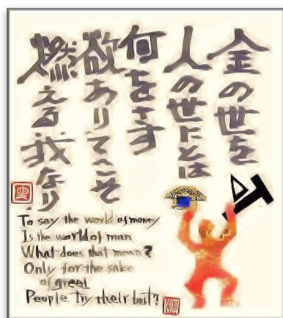 金の世を
人の世とは
何をさす
欲ありてこそ
燃える我なり
To say the world of money
Is the world of man
What does that mean?
Only for the sake
of greed
People try their best?